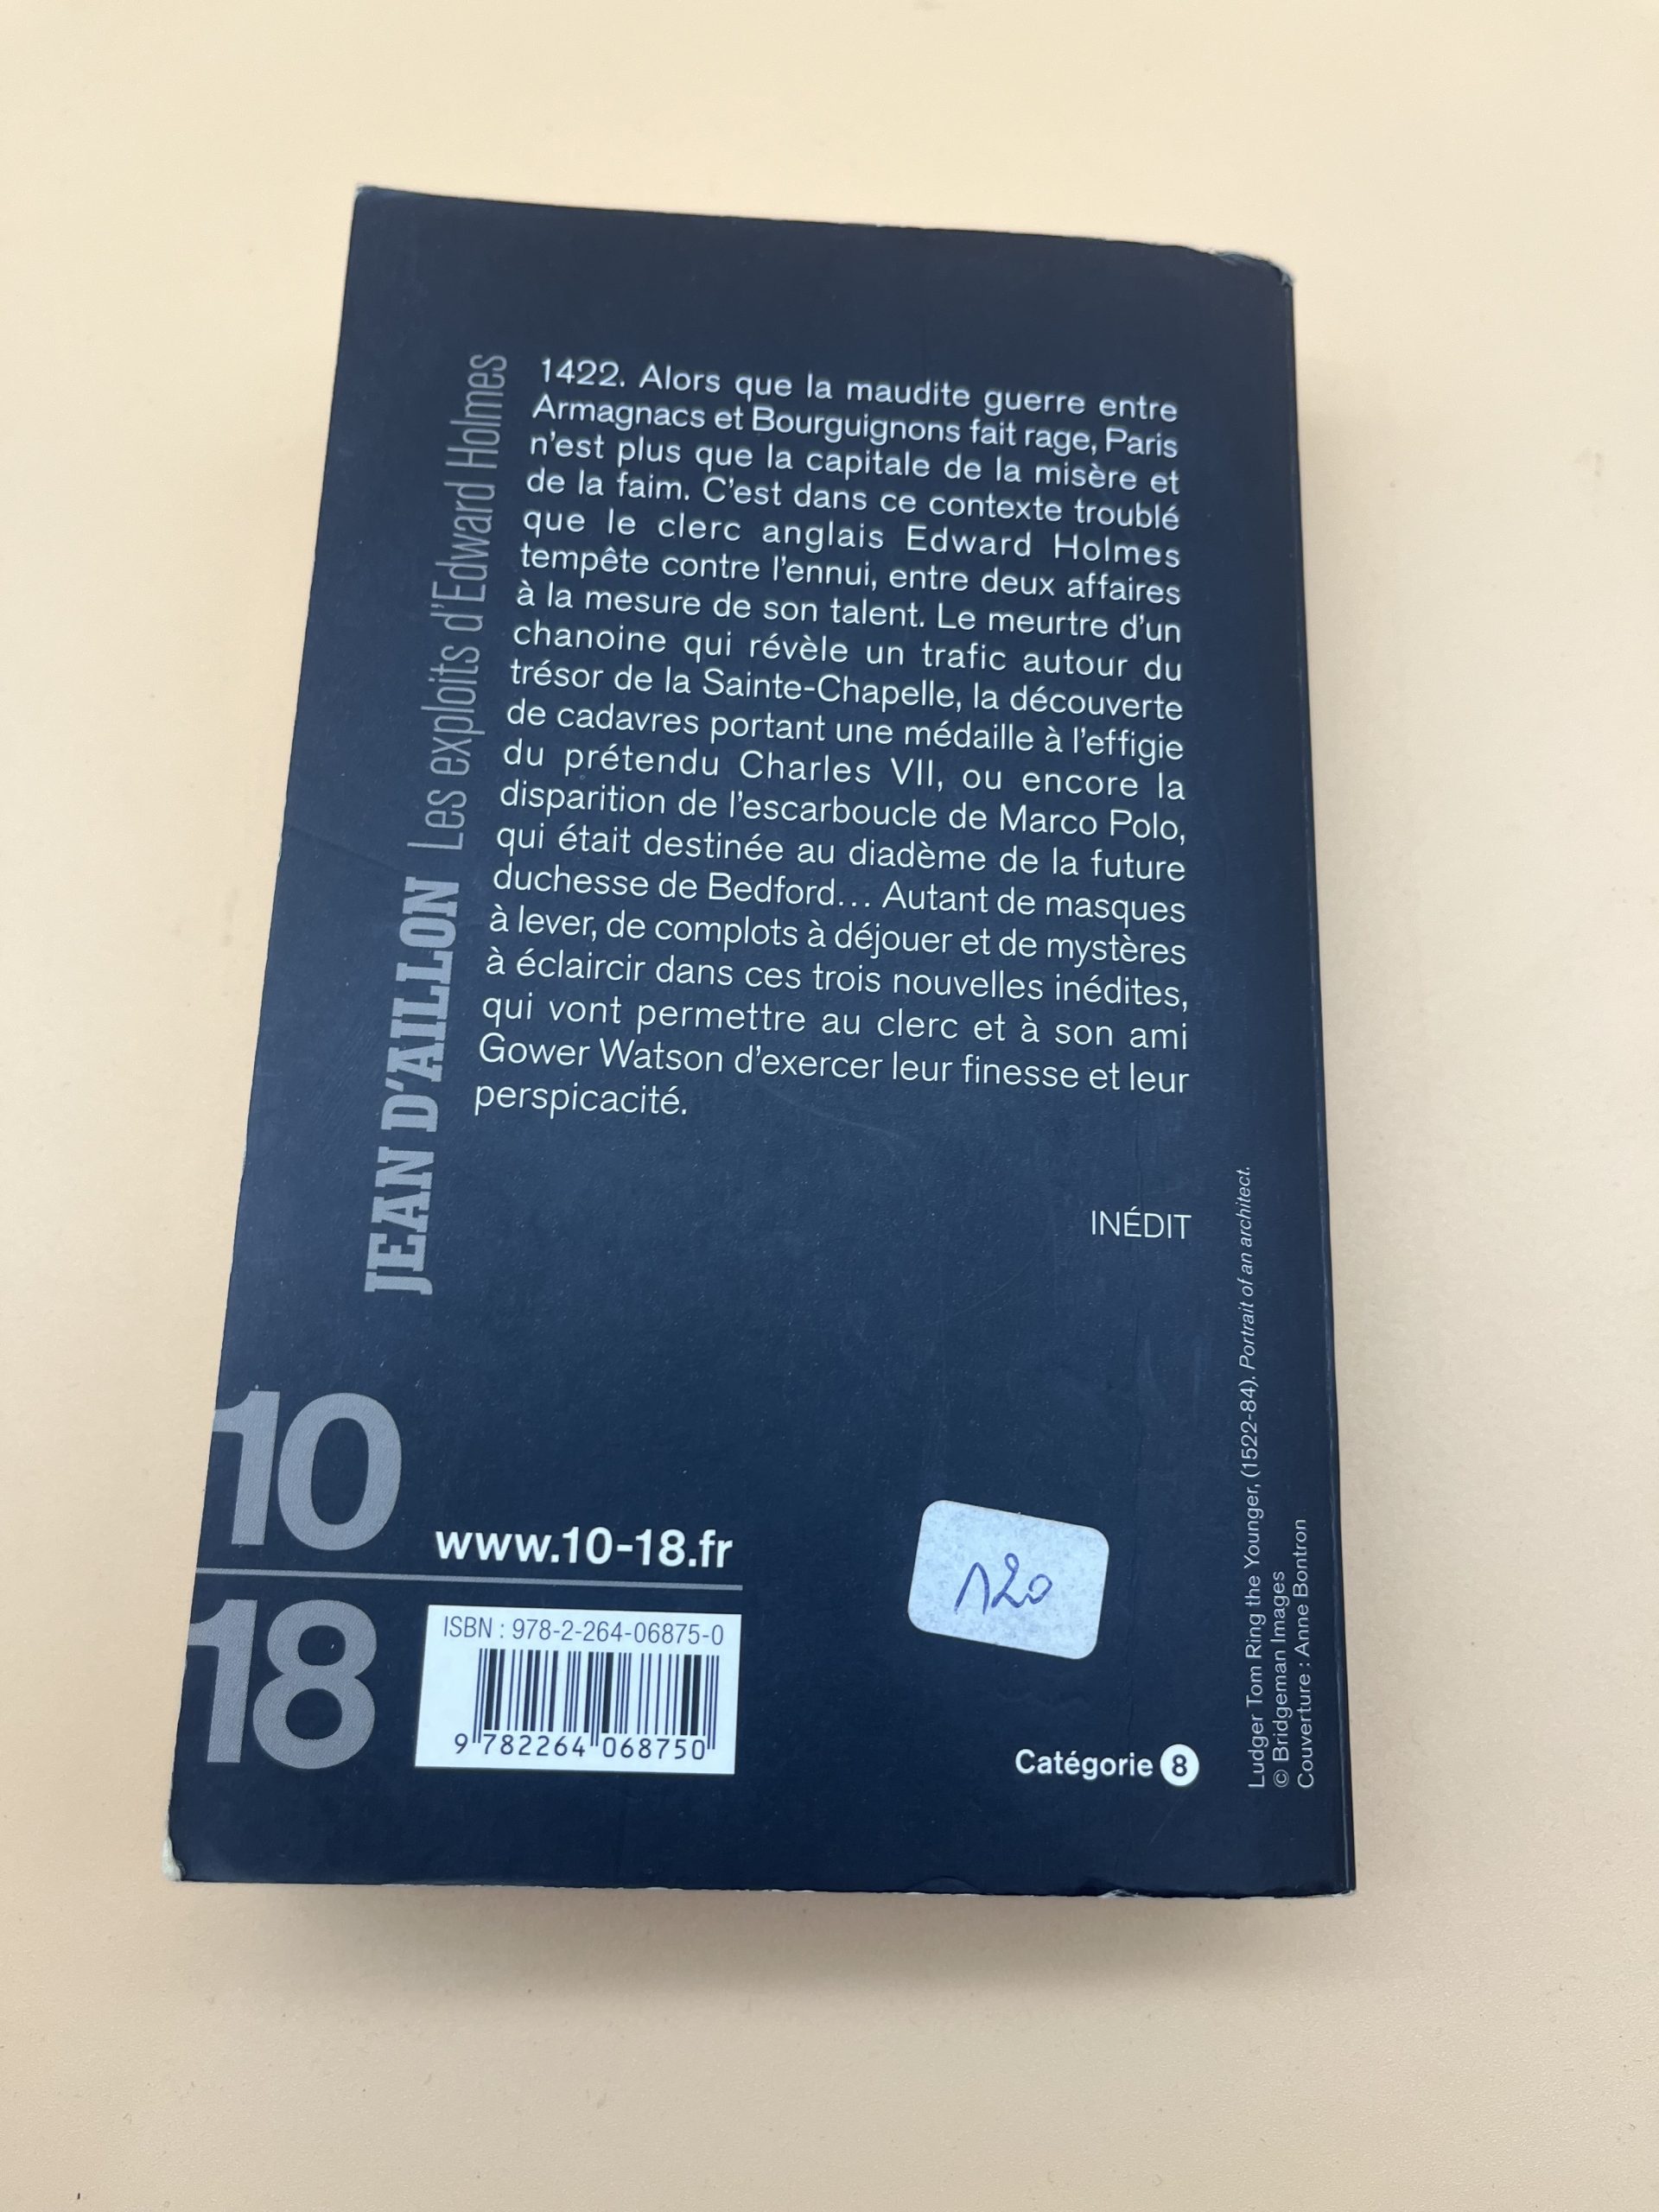 JEAN D'AILLON Les exploits d'Edward Holmes
1422. Alors que la maudite guerre entre
Armagnacs et Bourguignons fait rage, Paris
n'est plus que la capitale de la misère et
de la faim. C'est dans ce contexte troublé
que le clerc anglais Edward Holmes
tempête contre l'ennui, entre deux affaires
à la mesure de son talent. Le meurtre d'un
chanoine qui révèle un trafic autour du
trésor de la Sainte-Chapelle, la découverte
de cadavres portant une médaille à l'effigie
du prétendu Charles VII, ou encore la
disparition de l'escarboucle de Marco Polo,
qui était destinée au diadème de la future
duchesse de Bedford... Autant de masques
à lever, de complots à déjouer et de mystères
à éclaircir dans ces trois nouvelles inédites,
qui vont permettre au clerc et à son ami
Gower Watson d'exercer leur finesse et leur
perspicacité.
INÉDIT
10
18
www.10-18.fr
ISBN : 978-2-264-06875-0
9 782264 068750
120
Catégorie 8
Ludger Tom Ring the Younger, (1522-84). Portrait of an architect.
© Bridgeman Images
Couverture : Anne Bontron